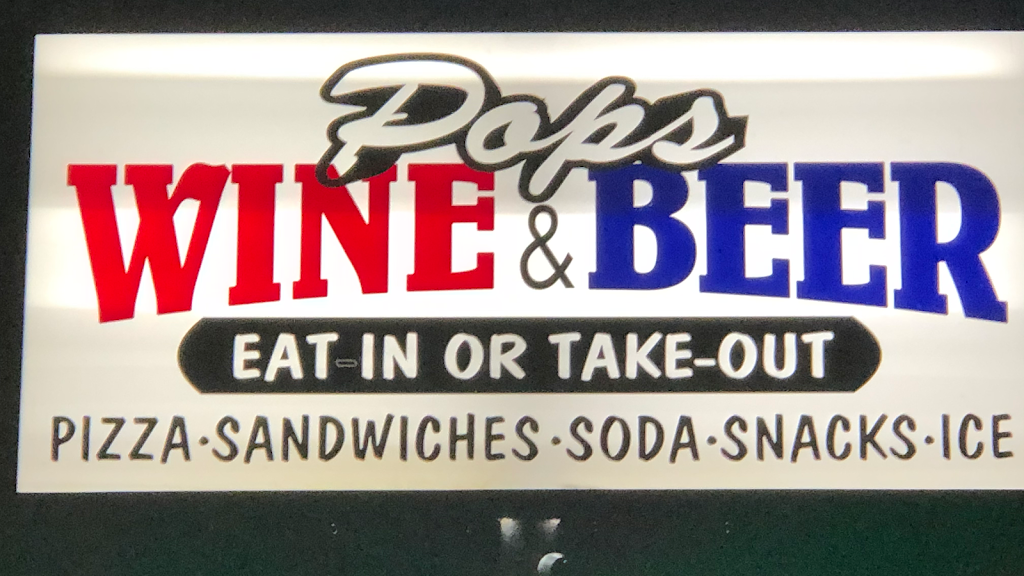 Pops
WINE & BEER
EAT-IN OR TAKE-OUT
PIZZA·SANDWICHES·SODA·SNACKS·ICE